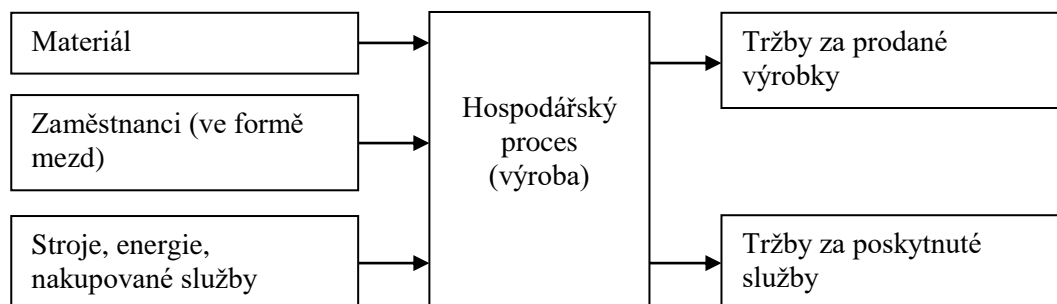 Materiál
Zaměstnanci (ve formě
mezd)
Stroje, energie,
nakupované služby
Hospodářský
proces
(výroba)
Tržby za prodané
výrobky
Tržby za poskytnuté
služby